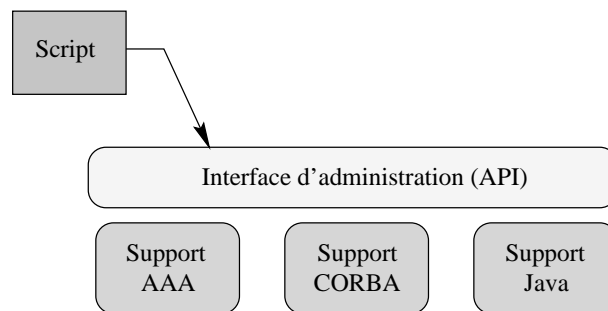 Script
Interface d'administration (API)
Support
AAA
Support
CORBA
Support
Java